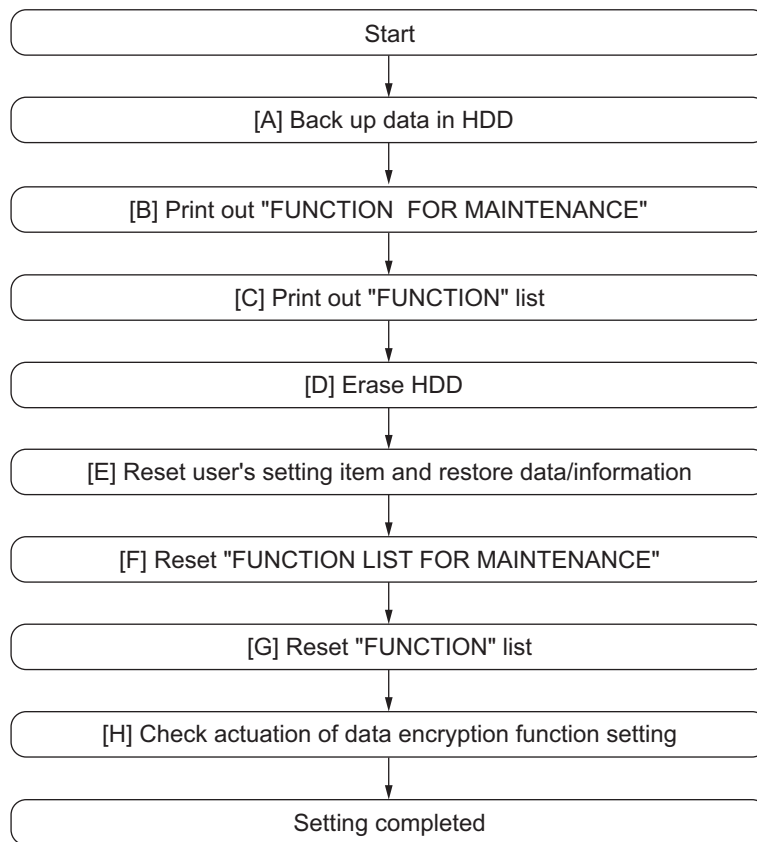 Start
[A] Back up data in HDD
[B] Print out "FUNCTION  FOR MAINTENANCE"
[C] Print out "FUNCTION" list
[D] Erase HDD
[E] Reset user's setting item and restore data/information
[F] Reset "FUNCTION LIST FOR MAINTENANCE"
[G] Reset "FUNCTION" list
[H] Check actuation of data encryption function setting
Setting completed